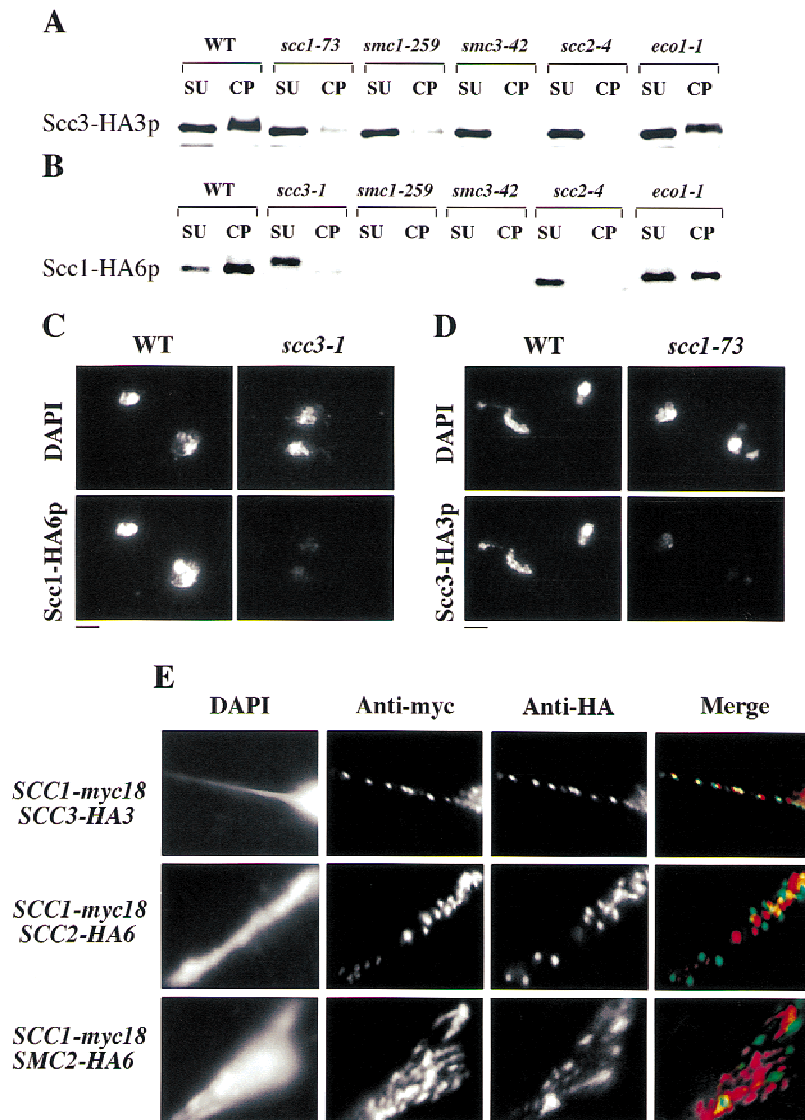 A
WT scc1-73 smc1-259 smc3-42 scc2-4 eco1-1
SU CP SU CP SU CP SU CP SU CP SU CP
Scc3-HA3p
B
WT scc3-1 smc1-259 smc3-42 scc2-4 eco1-1
SU CP SU CP SU CP SU CP SU CP SU CP
Scc1-HA6p
C
WT scc3-1
DAPI
Scc1-HA6p
D
WT scc1-73
DAPI
Scc3-HA3p
E
DAPI Anti-myc Anti-HA Merge
SCC1-myc18
SCC3-HA3
SCC1-myc18
SCC2-HA6
SCC1-myc18
SMC2-HA6